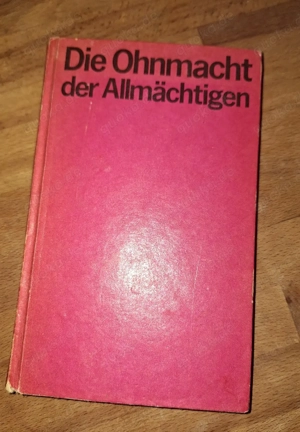 Die Ohnmacht
der Allmächtigen